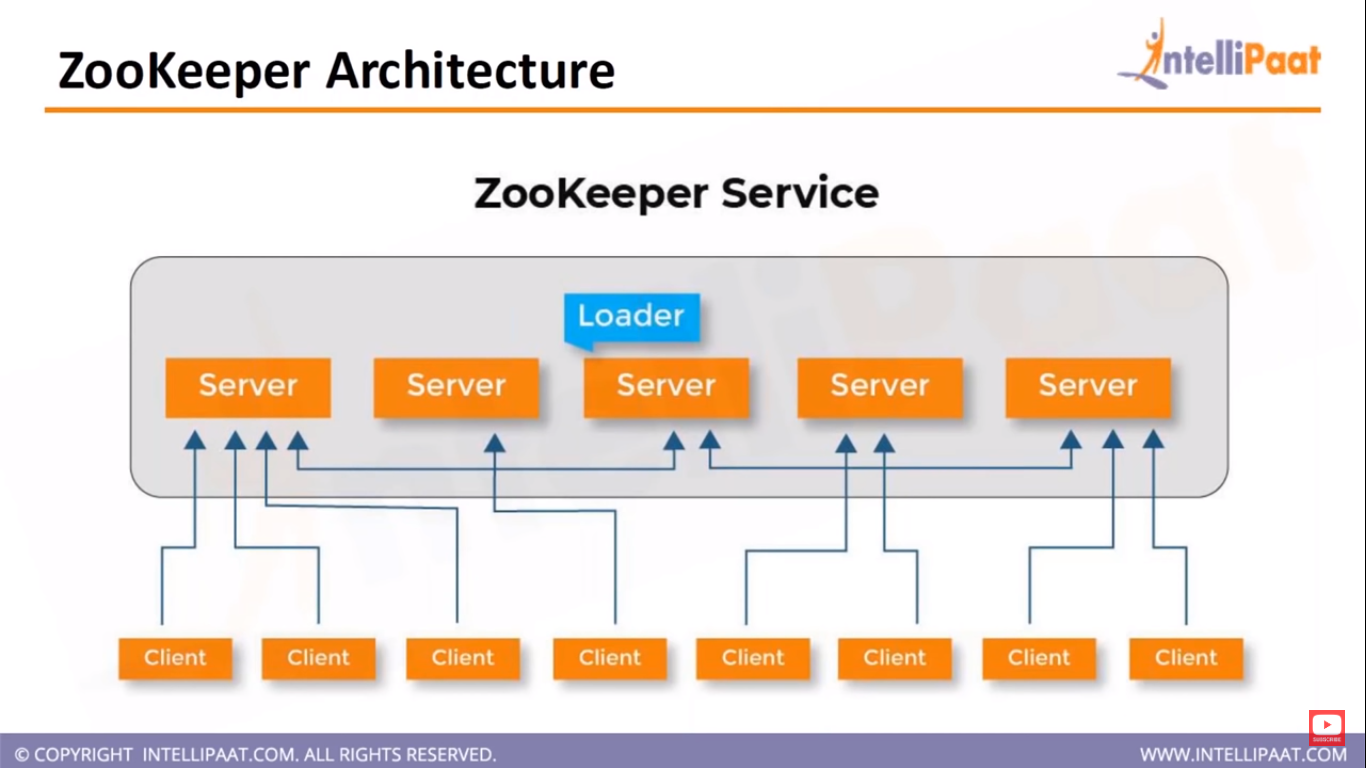 ZooKeeper Architecture
IntelliPaat
ZooKeeper Service
Loader
Server Server Server Server Server
Client Client Client Client Client Client Client Client
SUBSCRIBE
© COPYRIGHT INTELLIPAAT.COM. ALL RIGHTS RESERVED.
WWW.INTELLIPAAT.COM